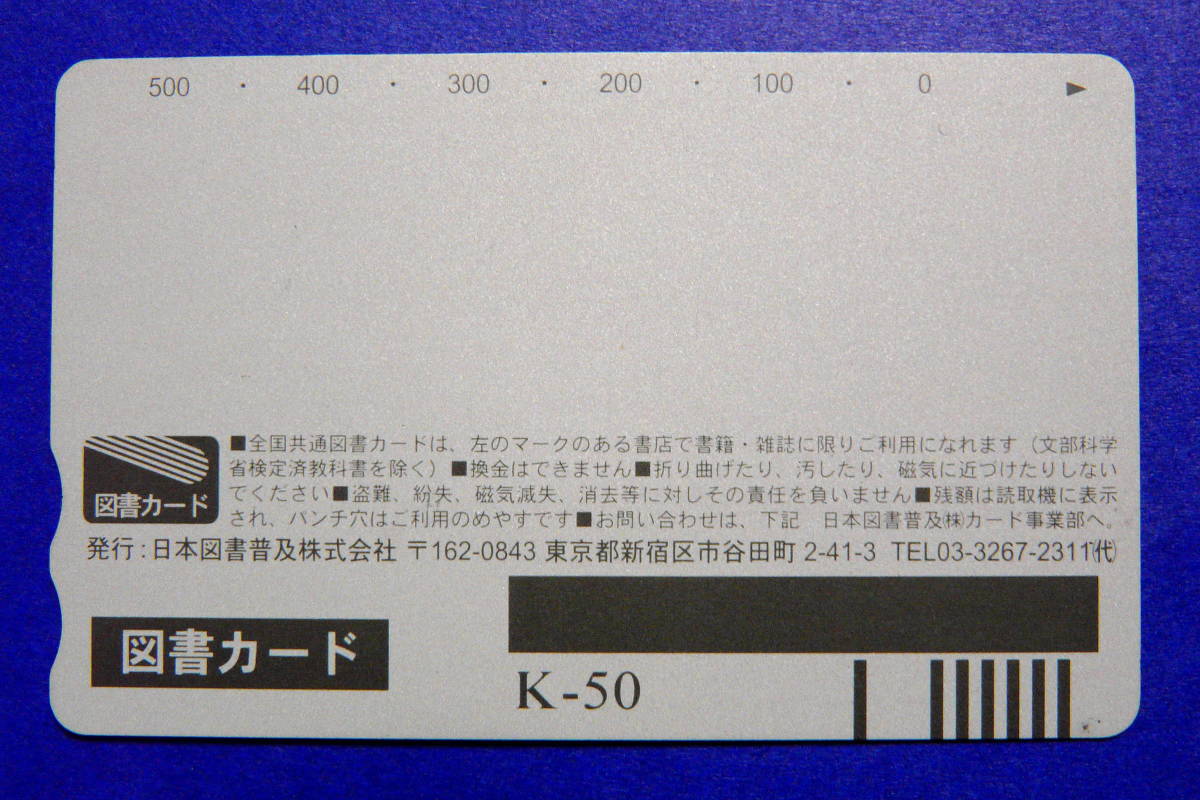 500 ・ 400 ・ 300 ・ 200 ・ 100 ・ 0 ►
■全国共通図書カードは、左のマークのある書店で書籍・雑誌に限りご利用になれます（文部科学
省検定済教科書を除く）■換金はできません■折り曲げたり、汚したり、磁気に近づけたりしない
でください■盗難、紛失、磁気滅失、消去等に対しその責任を負いません■残額は読取機に表示
され、パンチ穴はご利用のめやすです■お問い合わせは、下記　日本図書普及㈱カード事業部へ。
図書カード
発行：日本図書普及株式会社 〒162-0843 東京都新宿区市谷田町 2-41-3 TEL03-3267-2311㈹
図書カード
K-50